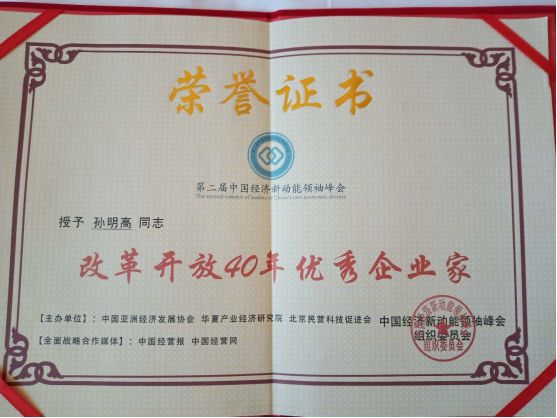 荣誉证书
第二届中国经济新动能领袖峰会
The second summit of leaders of China's new economic drivers
授予 孙明高 同志
改革开放40年优秀企业家
【主办单位】：中国亚洲经济发展协会 华夏产业经济研究院 北京民营科技促进会 中国经济新动能领袖峰会
组织委员会
【全面战略合作媒体】：中国经营报 中国经营网
组织委员会